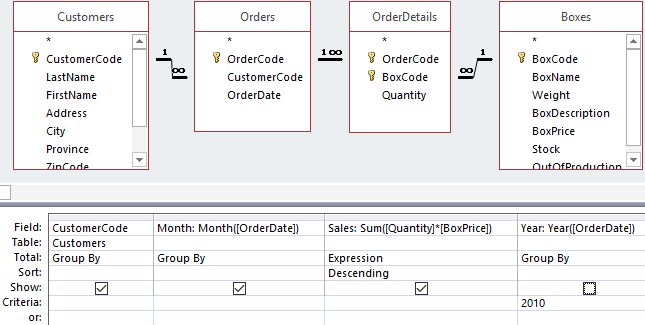 Customers Orders OrderDetails Boxes
* * * *
CustomerCode OrderCode OrderCode BoxCode
LastName CustomerCode BoxCode BoxName
FirstName OrderDate Quantity Weight
Address BoxDescription
City BoxPrice
Province Stock
ZipCode OutOfProduction
1 ∞ 1 ∞ ∞ 1
Field: CustomerCode Month: Month([OrderDate]) Sales: Sum([Quantity]*[BoxPrice]) Year: Year([OrderDate])
Table: Customers
Total: Group By Group By Expression Group By
Sort: Descending
Show:
Criteria: 2010
or: